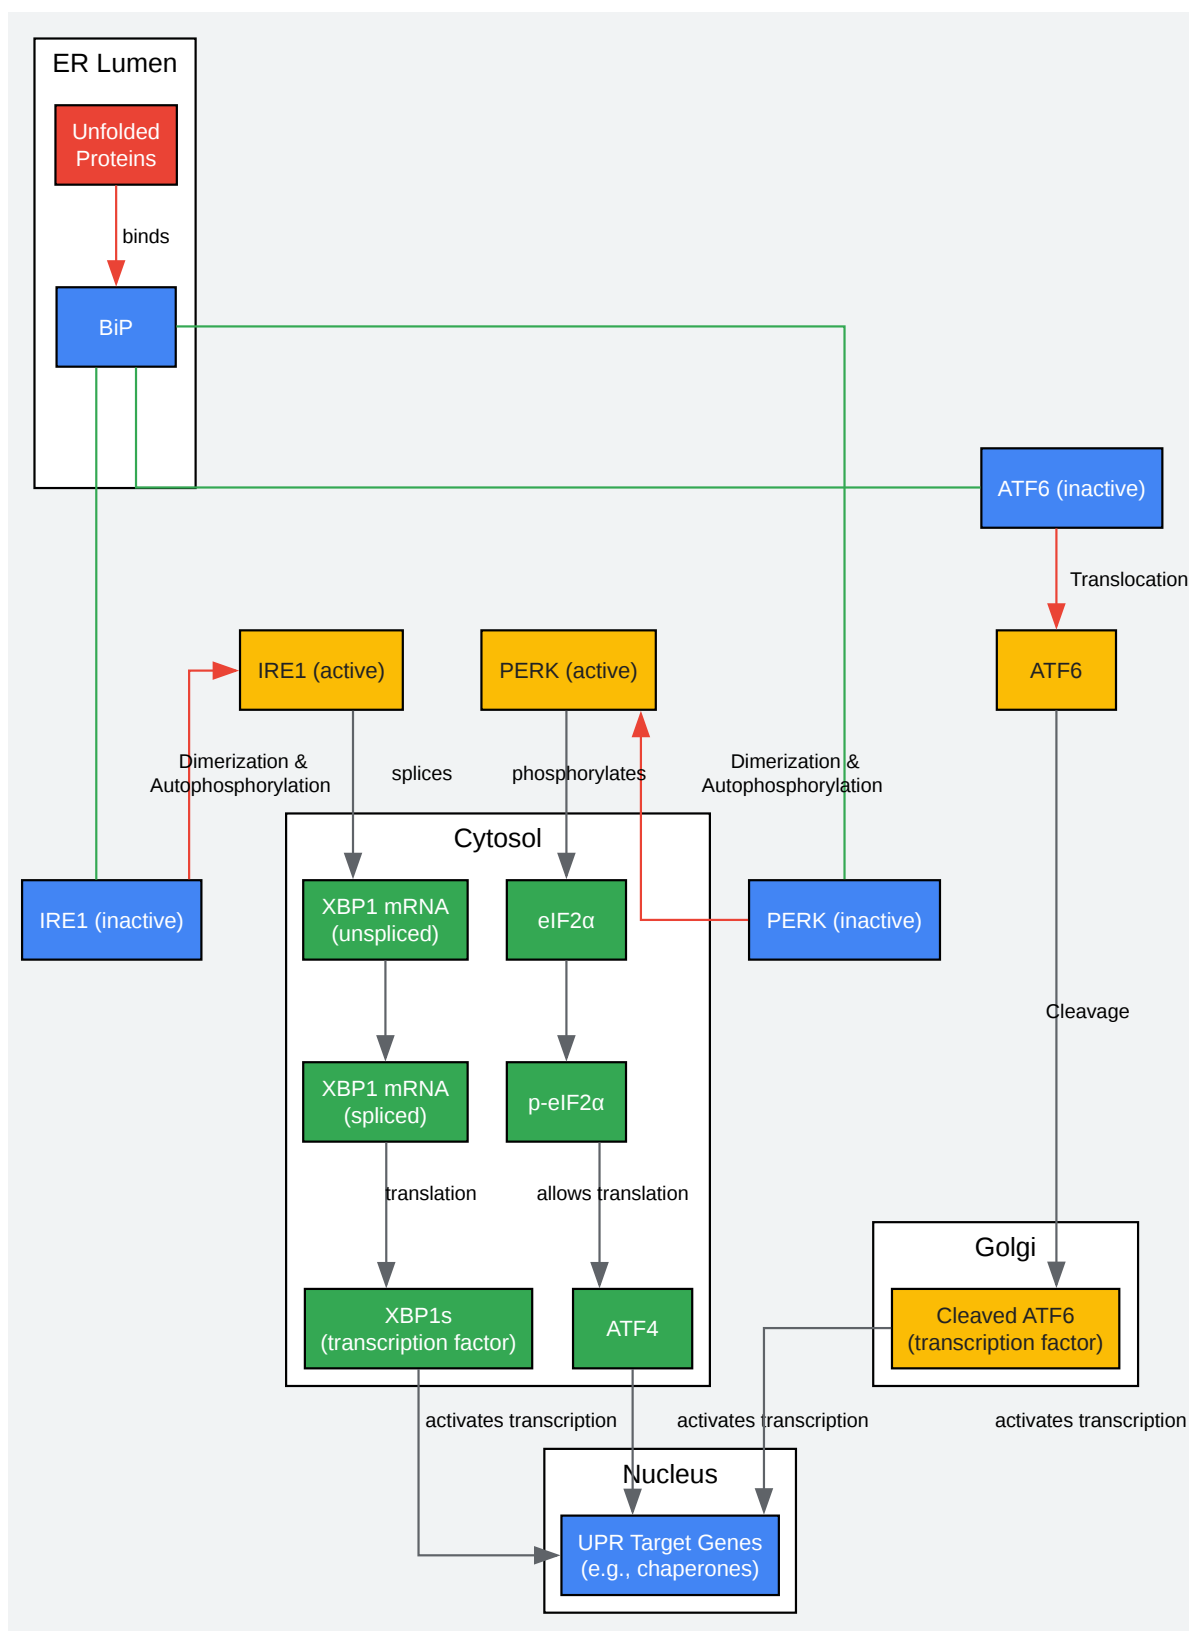 ER Lumen
Unfolded
Proteins
binds
BiP
ATF6 (inactive)
Translocation
IRE1 (active)
PERK (active)
ATF6
Dimerization &
Autophosphorylation
splices
phosphorylates
Dimerization &
Autophosphorylation
Cytosol
IRE1 (inactive)
XBP1 mRNA
(unspliced)
eIF2α
PERK (inactive)
Cleavage
XBP1 mRNA
(spliced)
p-eIF2α
translation
allows translation
Golgi
XBP1s
(transcription factor)
ATF4
Cleaved ATF6
(transcription factor)
activates transcription
activates transcription
activates transcription
Nucleus
UPR Target Genes
(e.g., chaperones)